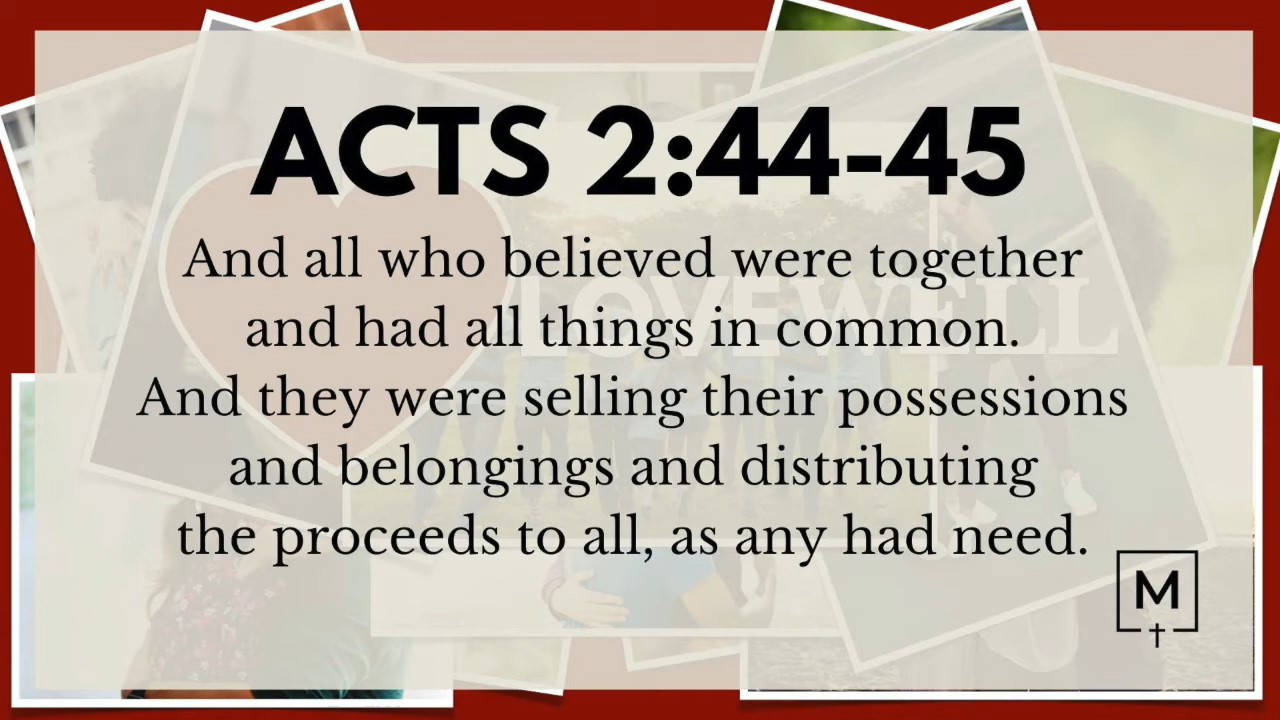 ACTS 2:44-45
And all who believed were together
LOVEWELL
and had all things in common.
And they were selling their possessions
and belongings and distributing
the proceeds to all, as any had need.
M